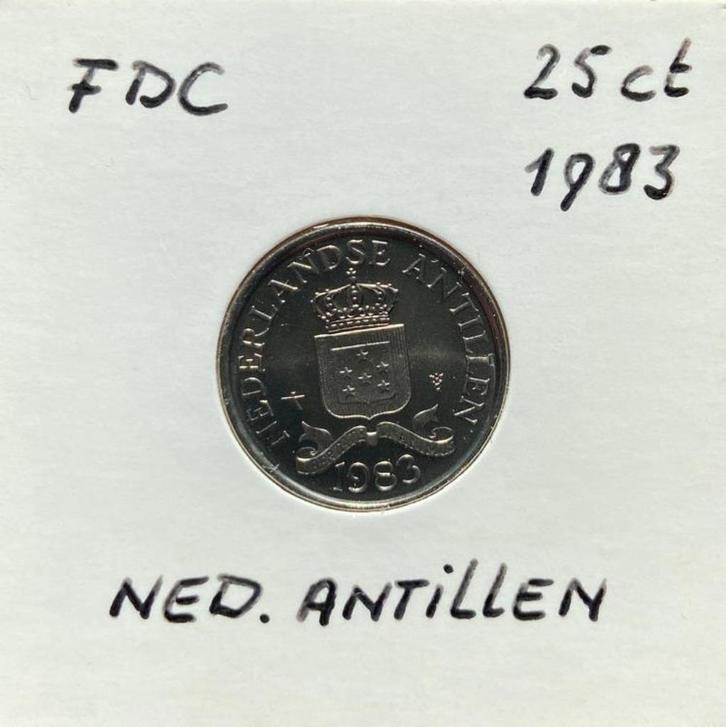 FDC
25 ct
1983
NEDERLANDSE ANTILLEN
1983
NED. ANTILLEN